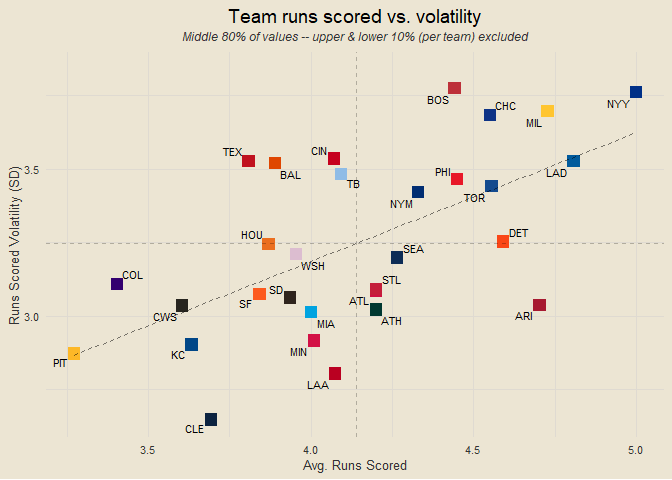 Team runs scored vs. volatility
Middle 80% of values -- upper & lower 10% (per team) excluded
Runs Scored Volatility (SD)
3.5
3.0
BOS
CHC
MIL
NYY
TEX
BAL
CIN
TB
PHI
NYM
TOR
LAD
HOU
WSH
SEA
DET
COL
CWS
SF
SD
MIA
STL
ATL
ATH
ARI
PIT
KC
MIN
LAA
CLE
3.5
4.0
4.5
5.0
Avg. Runs Scored